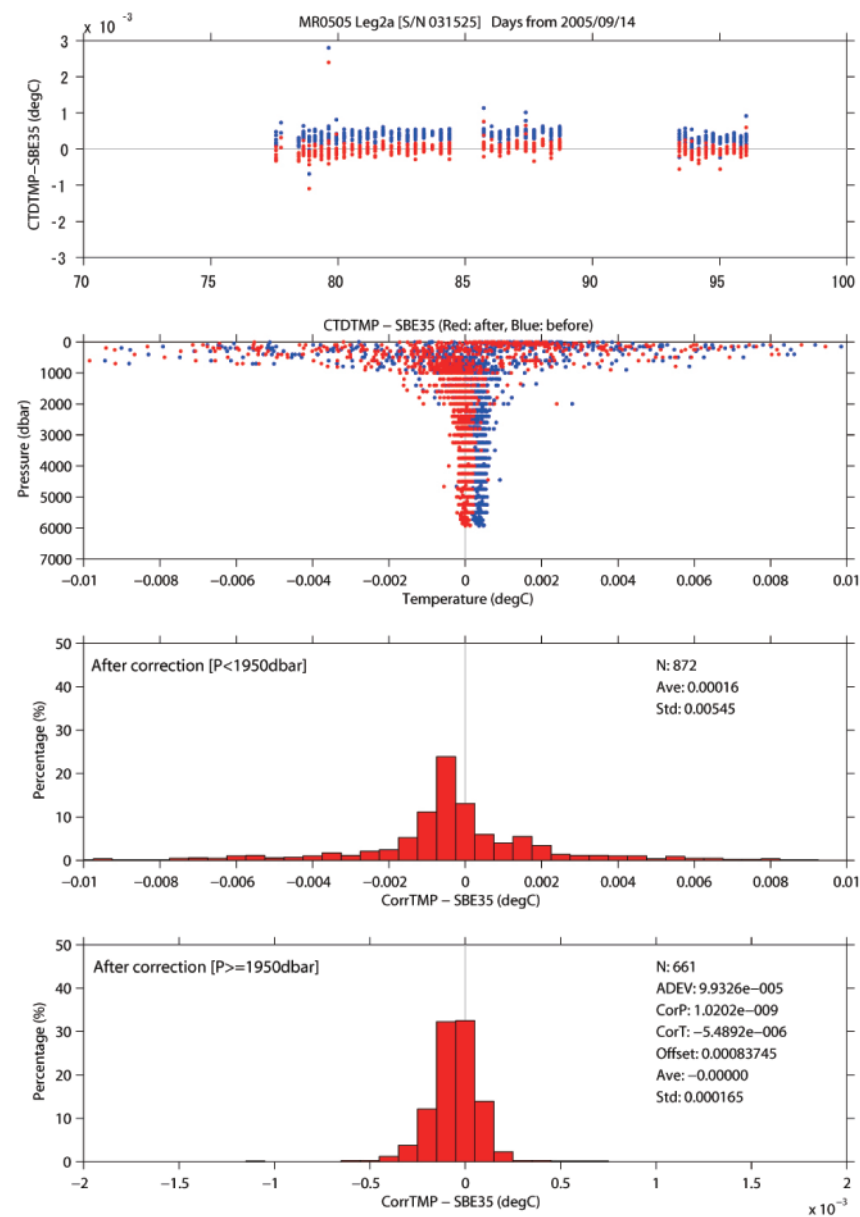 MR0505 Leg2a [S/N 031525]   Days from 2005/09/14
x 10⁻³
3
2
1
0
-1
-2
-3
CTDTMP−SBE35 (degC)
70 75 80 85 90 95 100
CTDTMP − SBE35 (Red: after, Blue: before)
0
1000
2000
3000
4000
5000
6000
7000
Pressure (dbar)
−0.01 −0.008 −0.006 −0.004 −0.002 0 0.002 0.004 0.006 0.008 0.01
Temperature (degC)
After correction [P<1950dbar]
N: 872
Ave: 0.00016
Std: 0.00545
50
40
30
20
10
0
Percentage (%)
−0.01 −0.008 −0.006 −0.004 −0.002 0 0.002 0.004 0.006 0.008 0.01
CorrTMP − SBE35 (degC)
After correction [P>=1950dbar]
N: 661
ADEV: 9.9326e−005
CorP: 1.0202e−009
CorT: −5.4892e−006
Offset: 0.00083745
Ave: −0.00000
Std: 0.000165
50
40
30
20
10
0
Percentage (%)
−2 −1.5 −1 −0.5 0 0.5 1 1.5 2
CorrTMP − SBE35 (degC)
x 10⁻³